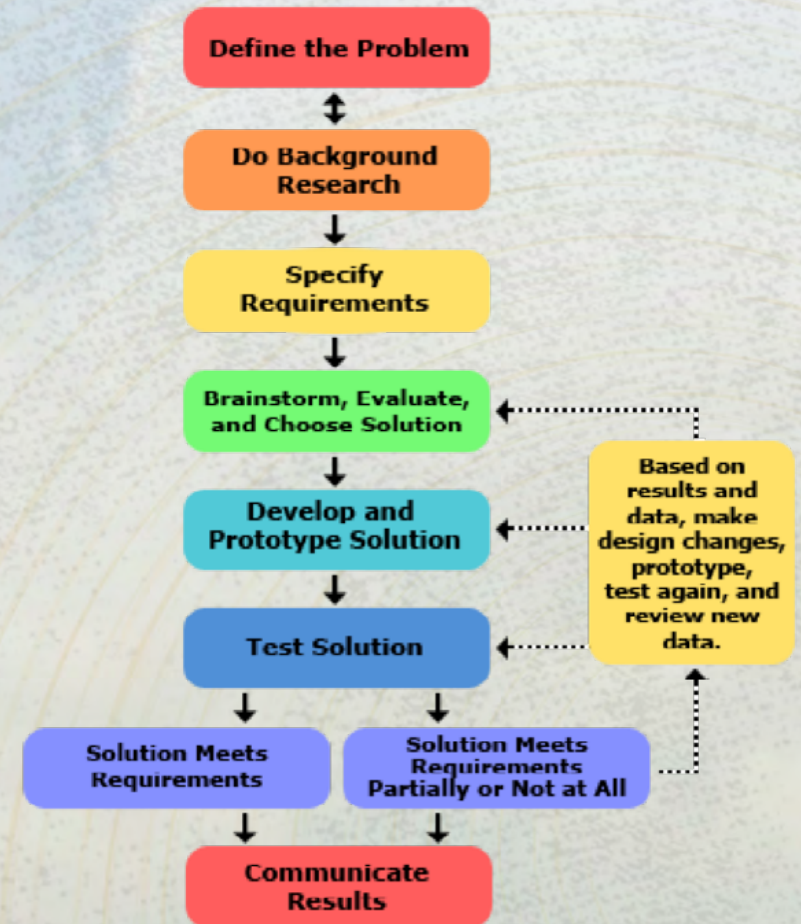 Define the Problem
Do Background
Research
Specify
Requirements
Brainstorm, Evaluate,
and Choose Solution
Develop and
Prototype Solution
Based on
results and
data, make
design changes,
prototype,
test again, and
review new
data.
Test Solution
Solution Meets
Requirements
Solution Meets
Requirements
Partially or Not at All
Communicate
Results